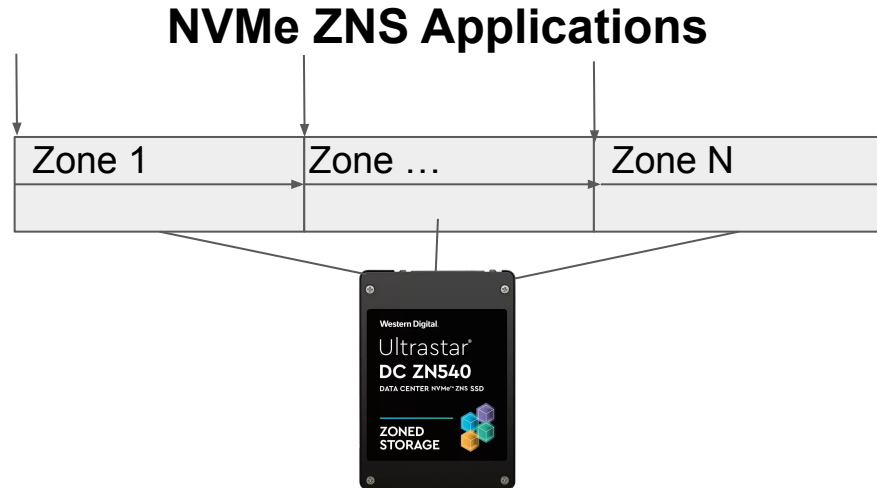 NVMe ZNS Applications
Zone 1
Zone …
Zone N
Western Digital.
Ultrastar®
DC ZN540
DATA CENTER NVMe™ ZNS SSD
ZONED
STORAGE